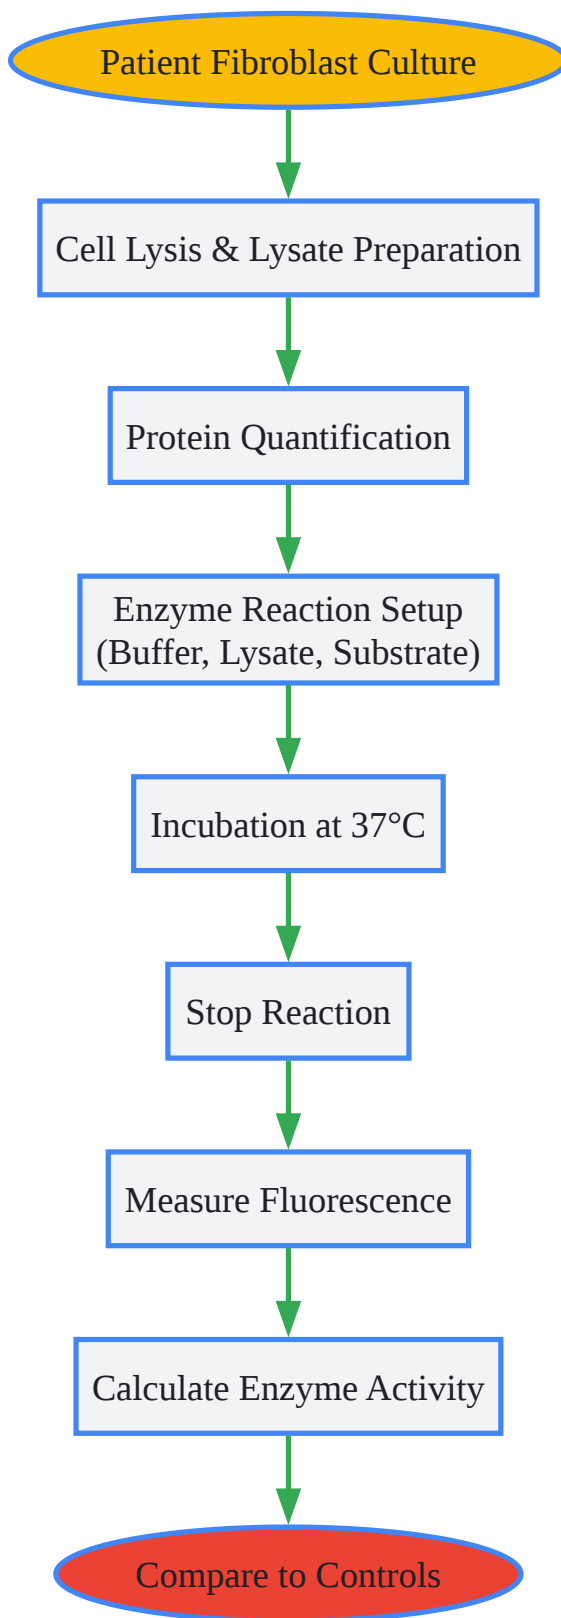 Patient Fibroblast Culture
Cell Lysis & Lysate Preparation
Protein Quantification
Enzyme Reaction Setup
(Buffer, Lysate, Substrate)
Incubation at 37°C
Stop Reaction
Measure Fluorescence
Calculate Enzyme Activity
Compare to Controls